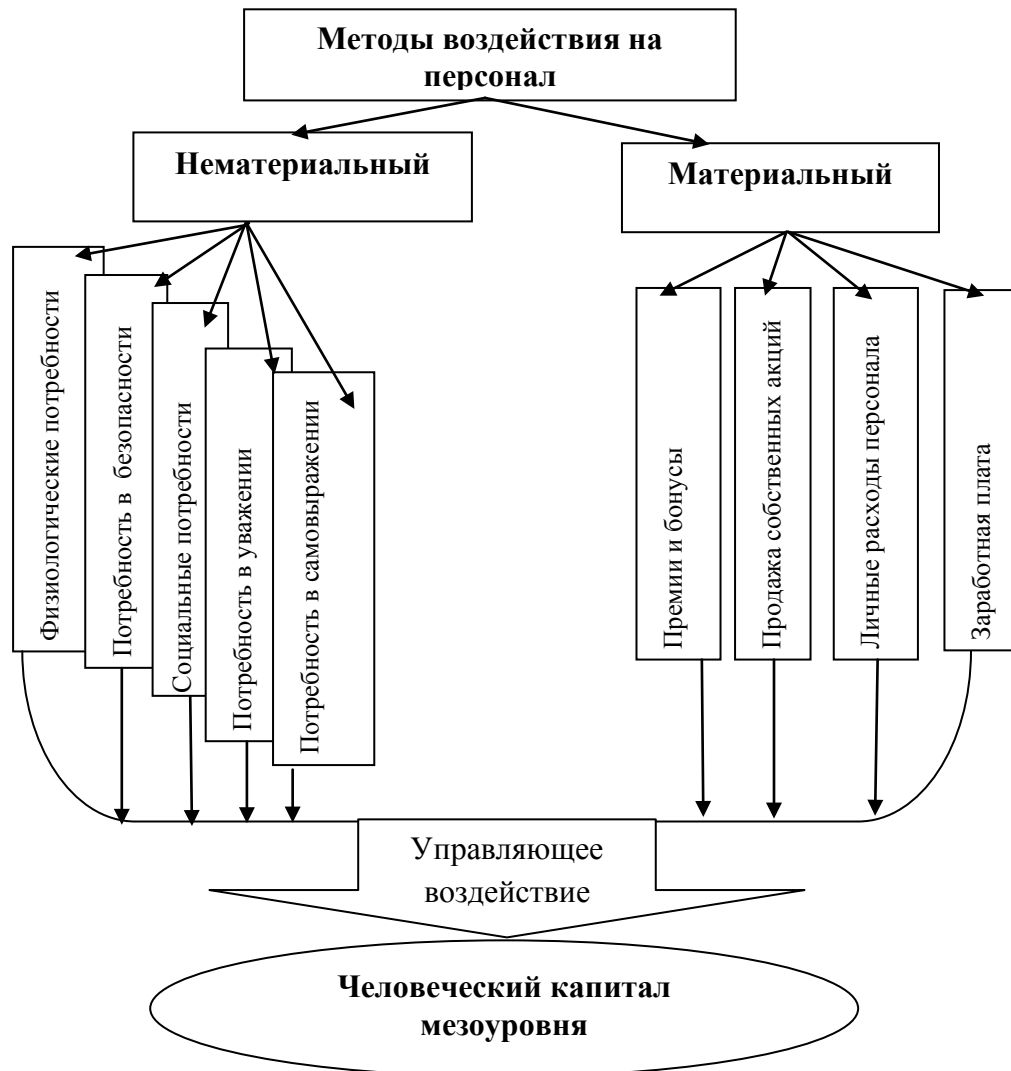 Методы воздействия на
персонал
Нематериальный
Материальный
Физиологические потребности
Потребность в  безопасности
Социальные потребности
Потребность в уважении
Потребность в самовыражении
Премии и бонусы
Продажа собственных акций
Личные расходы персонала
Заработная плата
Управляющее
воздействие
Человеческий капитал
мезоуровня